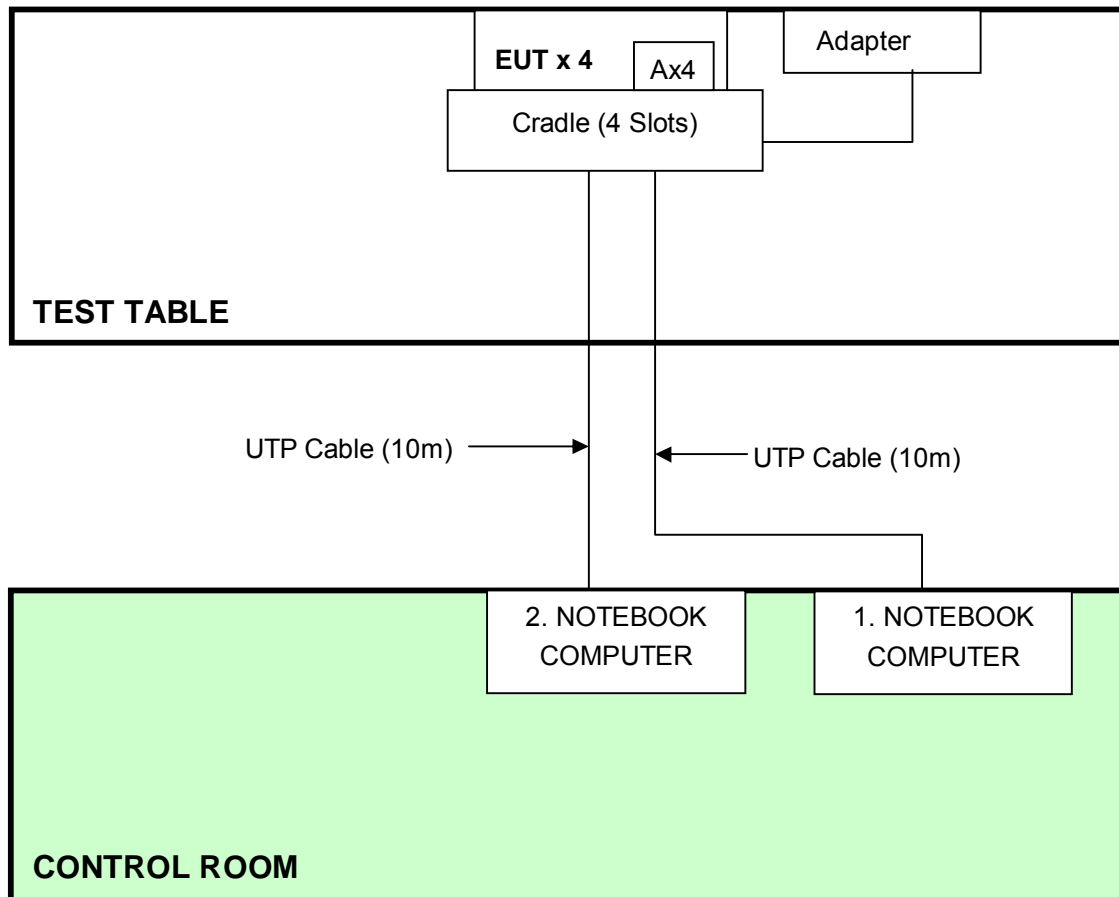 EUT x 4
Ax4
Adapter
Cradle (4 Slots)
TEST TABLE
UTP Cable (10m)
UTP Cable (10m)
2. NOTEBOOK
COMPUTER
1. NOTEBOOK
COMPUTER
CONTROL ROOM